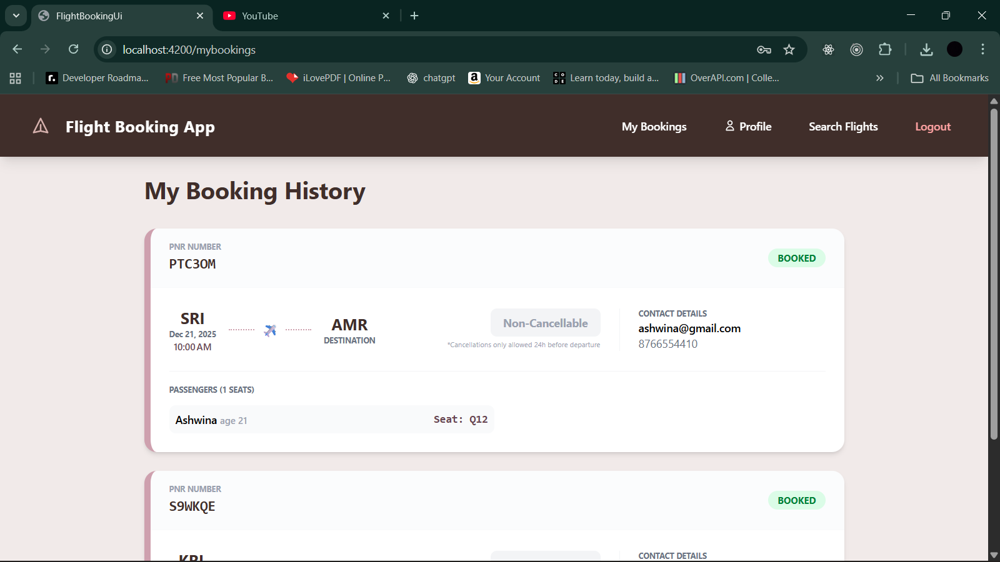 FlightBookingUi
YouTube
localhost:4200/mybookings
Developer Roadma...
Free Most Popular B...
iLovePDF | Online P...
chatgpt
Your Account
Learn today, build a...
OverAPI.com | Colle...
All Bookmarks
Flight Booking App
My Bookings
Profile
Search Flights
Logout
My Booking History
PNR NUMBER
PTC3OM
BOOKED
SRI
Dec 21, 2025
10:00 AM
AMR
DESTINATION
Non-Cancellable
*Cancellations only allowed 24h before departure
CONTACT DETAILS
ashwina@gmail.com
8766554410
PASSENGERS (1 SEATS)
Ashwina age 21
Seat: Q12
PNR NUMBER
S9WKQE
BOOKED
CONTACT DETAILS